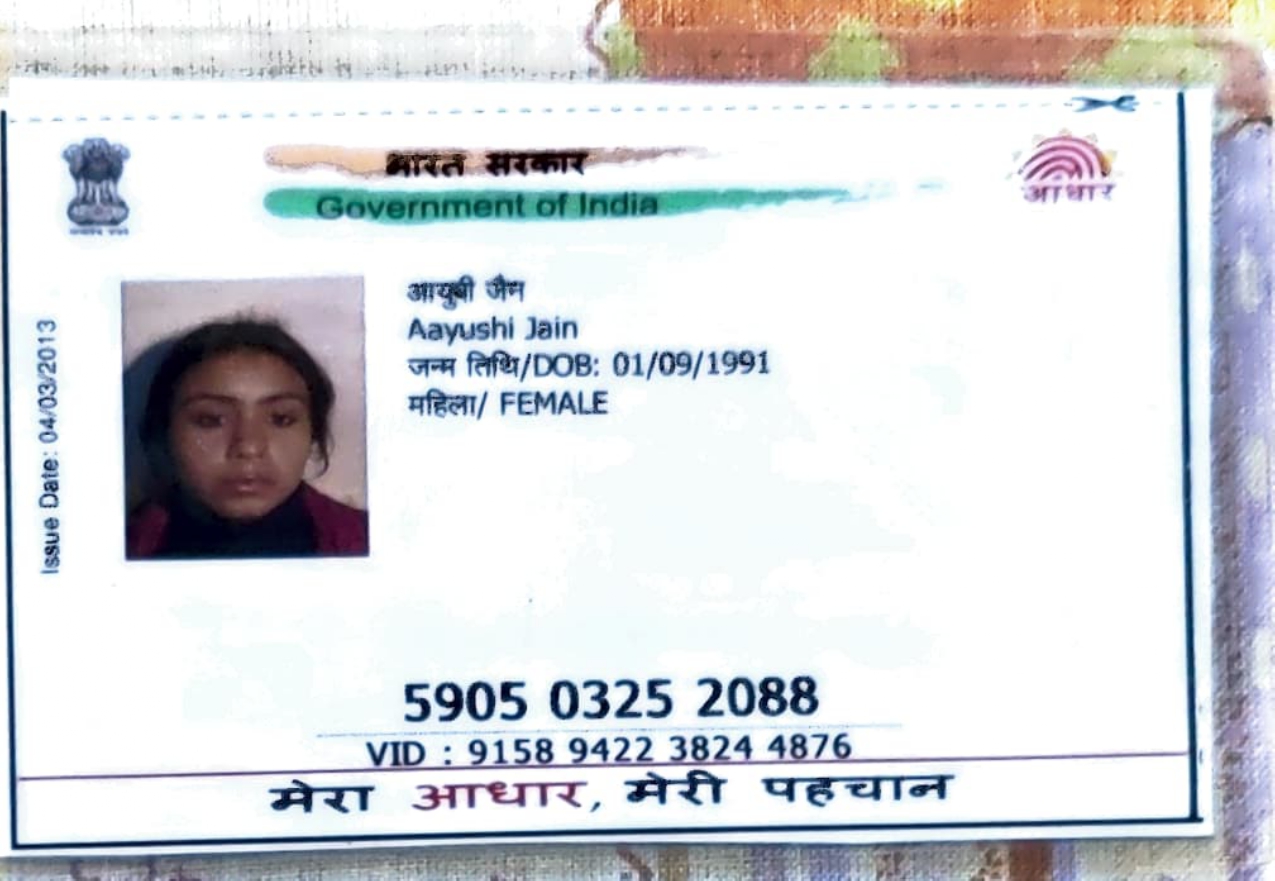 भारत सरकार
Government of India
आधार
Issue Date: 04/03/2013
जैन
Aayushi Jain
जन्म तिथि/DOB: 01/09/1991
महिला/ FEMALE
5905 0325 2088
VID : 9158 9422 3824 4876
मेरा आधार, मेरी पहचान